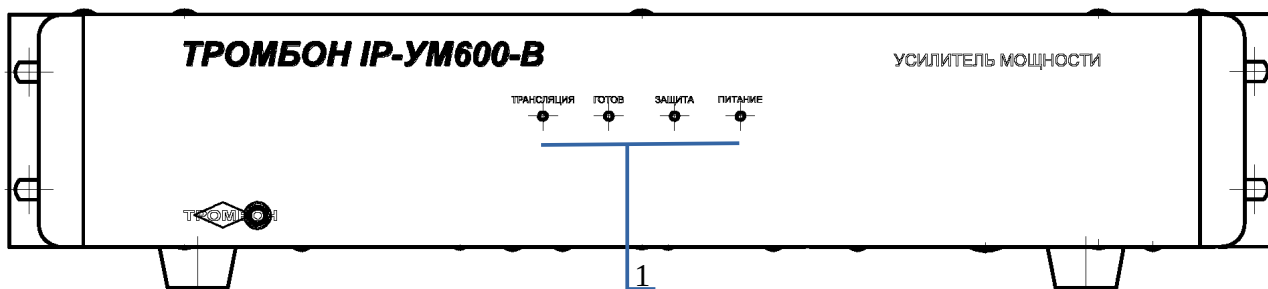 ТРОМБОН IP-УМ600-В
УСИЛИТЕЛЬ МОЩНОСТИ
ТРАНСЛЯЦИЯ ГОТОВ ЗАЩИТА ПИТАНИЕ
ТРОМБОН
1